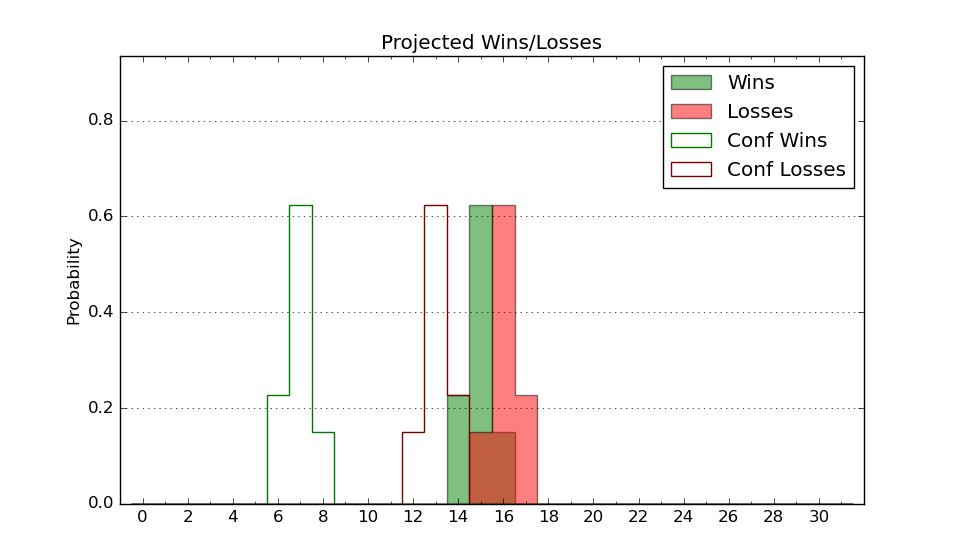 Projected Wins/Losses
Wins
Losses
Conf Wins
Conf Losses
Probability
0.8
0.6
0.4
0.2
0.0
0 2 4 6 8 10 12 14 16 18 20 22 24 26 28 30